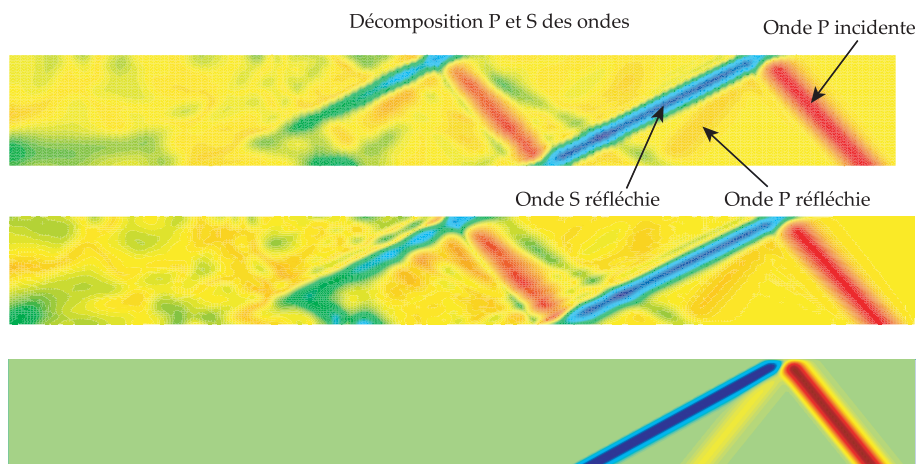 Décomposition P et S des ondes
Onde P incidente
Onde S réfléchie
Onde P réfléchie